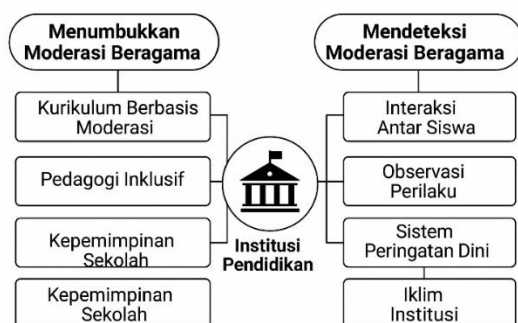 Menumbukkan
Moderasi Beragama
Kurikulum Berbasis
Moderasi
Pedagogi Inklusif
Kepemimpinan
Sekolah
Kepemimpinan
Sekolah
Institusi
Pendidikan
Mendeteksi
Moderasi Beragama
Interaksi
Antar Siswa
Observasi
Perilaku
Sistem
Peringatan Dini
Iklim
Institusi